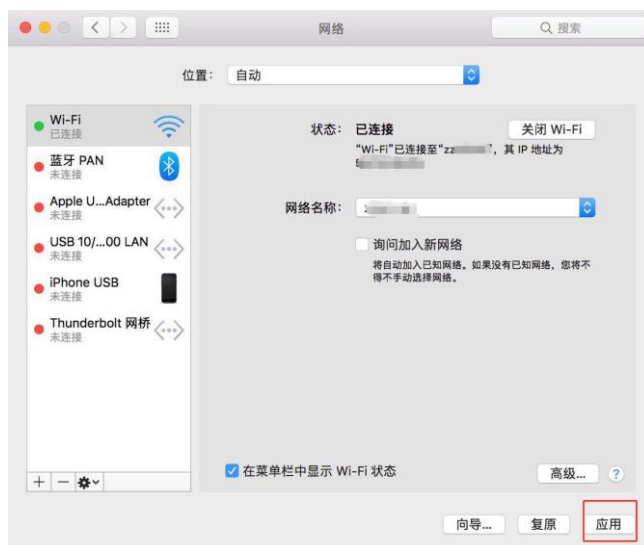 网络
搜索
位置： 自动
Wi-Fi
已连接
蓝牙 PAN
未连接
Apple U...Adapter
未连接
USB 10/...00 LAN
未连接
iPhone USB
未连接
Thunderbolt 网桥
未连接
状态： 已连接
关闭 Wi-Fi
“Wi-Fi”已连接至“zz”，其 IP 地址为
网络名称：
询问加入新网络
将自动加入已知网络。如果没有已知网络，您将不
得不手动选择网络。
在菜单栏中显示 Wi-Fi 状态
高级... ?
向导... 复原 应用